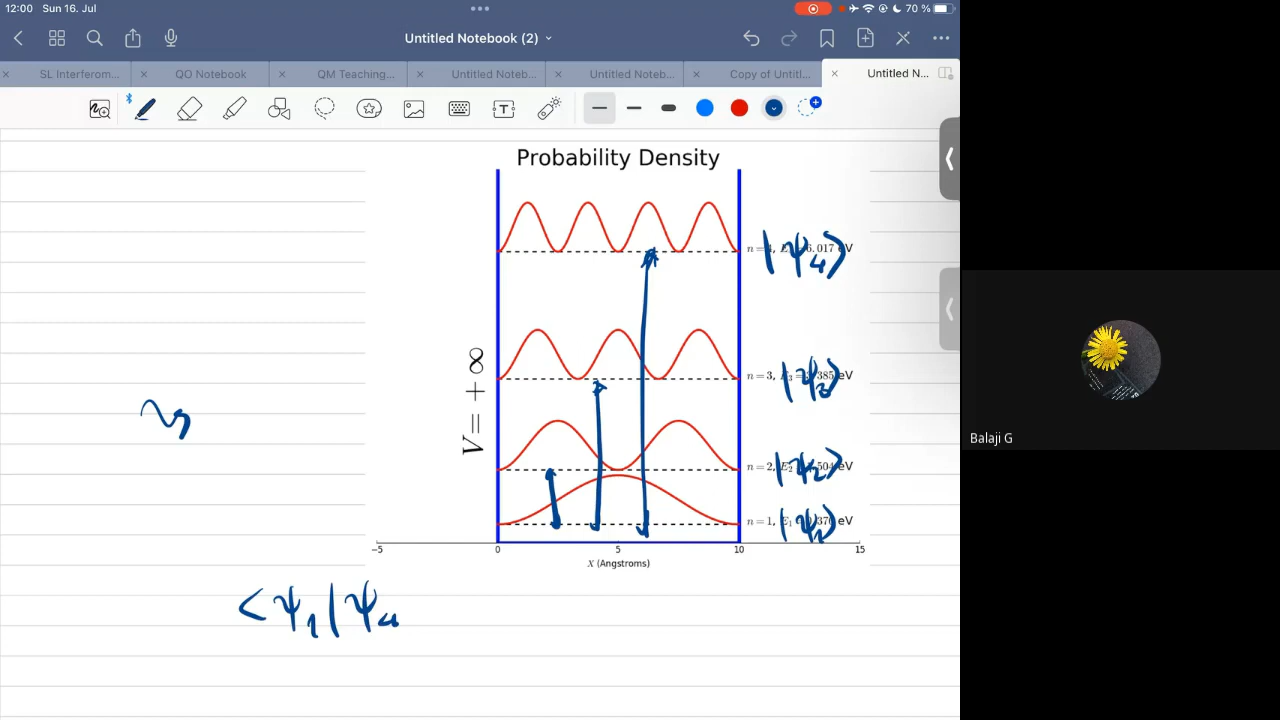 12:00 Sun 16. Jul 70 %
Untitled Notebook (2)
SL Interferom... QO Notebook QM Teaching... Untitled Noteb... Untitled Noteb... Copy of Untitl... Untitled N...
Probability Density
|ψ₄⟩
V = + ∞
n = 3, |ψ₃⟩ eV
n = 2, E₂ |ψ₂⟩ eV
n = 1, E₁ eV
−5 0 5 10 15
X (Angstroms)
<ψ₁|ψ₄
Balaji G